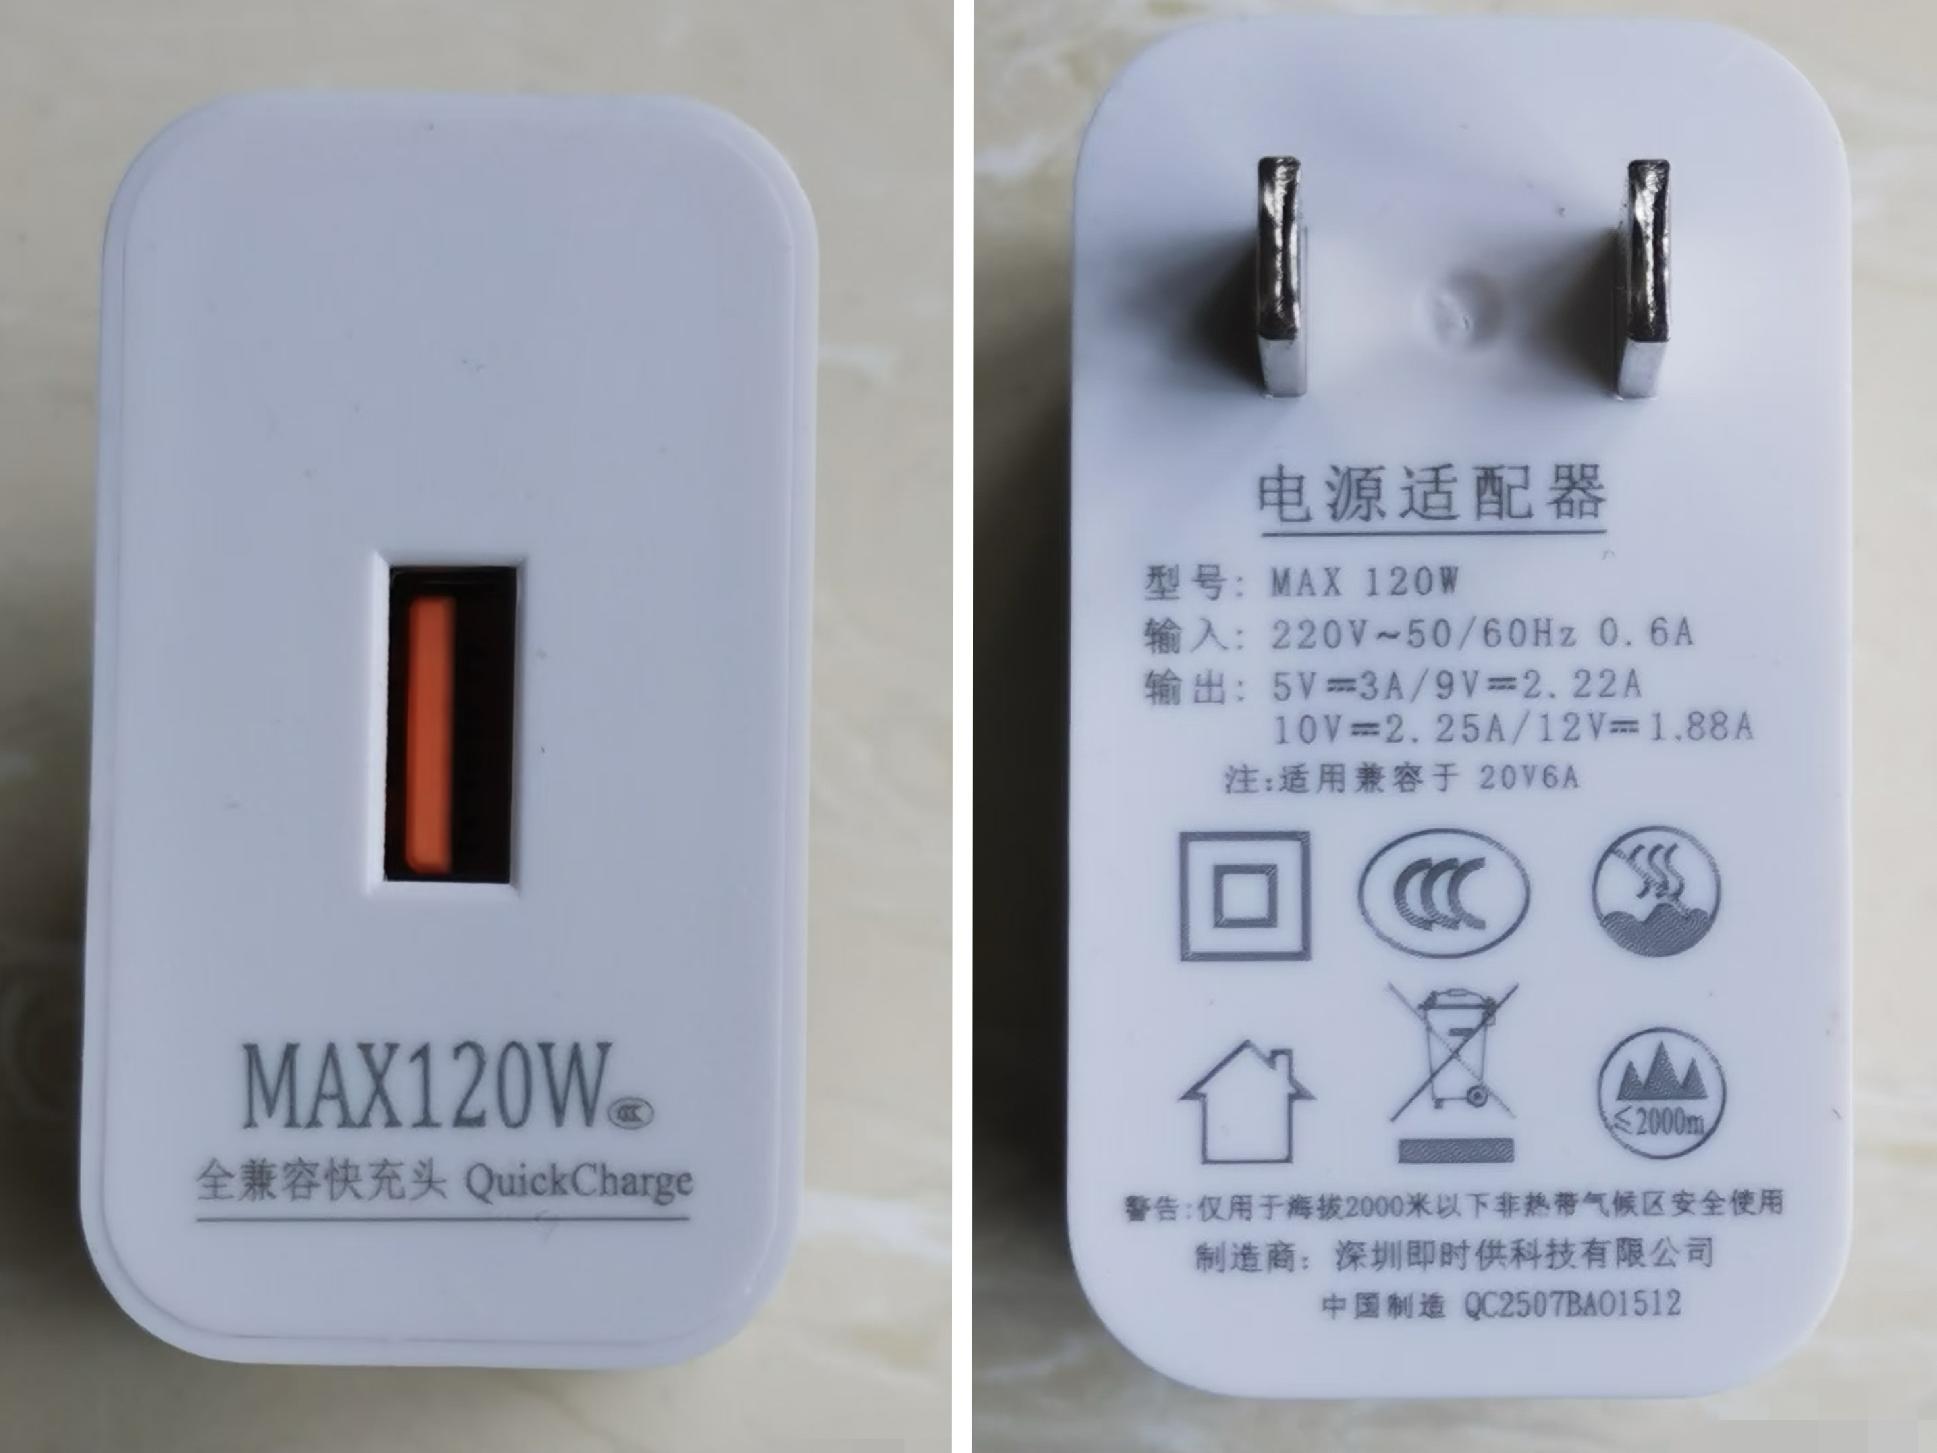 MAX120W
全兼容快充头 QuickCharge
电源适配器
型号: MAX 120W
输入: 220V~50/60Hz 0.6A
输出: 5V⎓3A/9V⎓2.22A
10V⎓2.25A/12V⎓1.88A
注:适用兼容于 20V6A
≤2000m
警告:仅用于海拔2000米以下非热带气候区安全使用
制造商: 深圳即时供科技有限公司
中国制造 QC2507BA01512